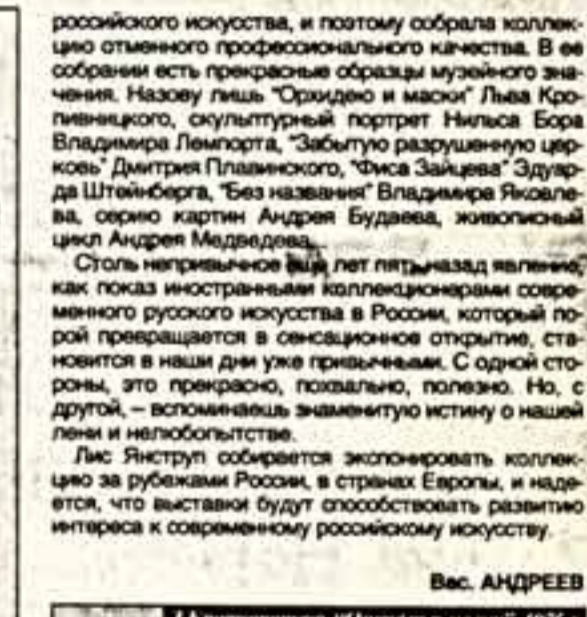 российского искусства, и поэтому собрала коллек-
цию отменного профессионального качества. В ее
собрании есть прекрасные образцы музейного зна-
чения. Назову лишь "Орхидею и маски" Льва Кро-
пивницкого, скульптурный портрет Нильса Бора
Владимира Лемпорта, "Забытую разрушенную цер-
ковь" Дмитрия Плавинского, "Фиса Зайцева" Эдуар-
да Штейнберга, "Без названия" Владимира Яковле-
ва, серию картин Андрея Будаева, живописный
цикл Андрея Медведева.
Столь непривычное еще лет пять назад явление,
как показ иностранными коллекционерами совре-
менного русского искусства в России, который по-
рой превращается в сенсационное открытие, ста-
новится в наши дни уже привычным. С одной сто-
роны, это прекрасно, похвально, полезно. Но, с
другой, – вспоминаешь знаменитую истину о нашей
лени и нелюбопытстве.
Лис Янструп собирается экспонировать коллек-
цию за рубежами России, в странах Европы, и наде-
ется, что выставки будут способствовать развитию
интереса к современному российскому искусству.
Вас. АНДРЕЕВ